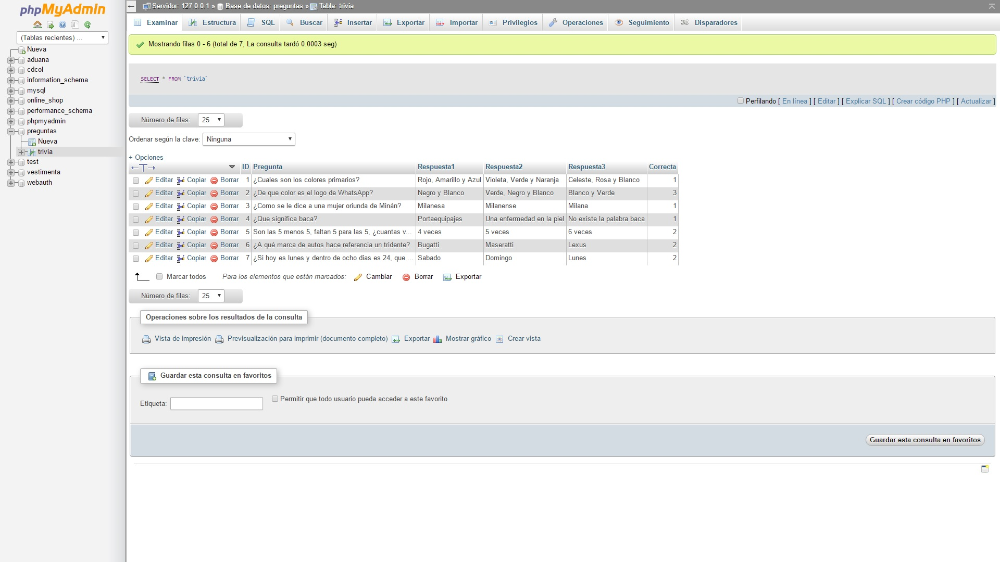 phpMyAdmin
(Tablas recientes) ...
Nueva
aduana
cdcol
information_schema
mysql
online_shop
performance_schema
phpmyadmin
preguntas
Nueva
trivia
test
vestimenta
webauth
Servidor: 127.0.0.1 » Base de datos: preguntas » Tabla: trivia
Examinar Estructura SQL Buscar Insertar Exportar Importar Privilegios Operaciones Seguimiento Disparadores
Mostrando filas 0 - 6 (total de 7, La consulta tardó 0.0003 seg)
SELECT * FROM `trivia`
Perfilando [ En línea ] [ Editar ] [ Explicar SQL ] [ Crear código PHP ] [ Actualizar ]
Número de filas: 25
Ordenar según la clave: Ninguna
+ Opciones
←T→ ID Pregunta Respuesta1 Respuesta2 Respuesta3 Correcta
Editar Copiar Borrar 1 ¿Cuales son los colores primarios? Rojo, Amarillo y Azul Violeta, Verde y Naranja Celeste, Rosa y Blanco 1
Editar Copiar Borrar 2 ¿De que color es el logo de WhatsApp? Negro y Blanco Verde, Negro y Blanco Blanco y Verde 3
Editar Copiar Borrar 3 ¿Como se le dice a una mujer oriunda de Minán? Milanesa Milanense Milana 1
Editar Copiar Borrar 4 ¿Que significa baca? Portaequipajes Una enfermedad en la piel No existe la palabra baca 1
Editar Copiar Borrar 5 Son las 5 menos 5, faltan 5 para las 5, ¿cuantas v... 4 veces 5 veces 6 veces 2
Editar Copiar Borrar 6 ¿A qué marca de autos hace referencia un tridente? Bugatti Maseratti Lexus 2
Editar Copiar Borrar 7 ¿Si hoy es lunes y dentro de ocho dias es 24, que ... Sabado Domingo Lunes 2
Marcar todos Para los elementos que están marcados: Cambiar Borrar Exportar
Número de filas: 25
Operaciones sobre los resultados de la consulta
Vista de impresión Previsualización para imprimir (documento completo) Exportar Mostrar gráfico Crear vista
Guardar esta consulta en favoritos
Etiqueta: Permitir que todo usuario pueda acceder a este favorito
Guardar esta consulta en favoritos